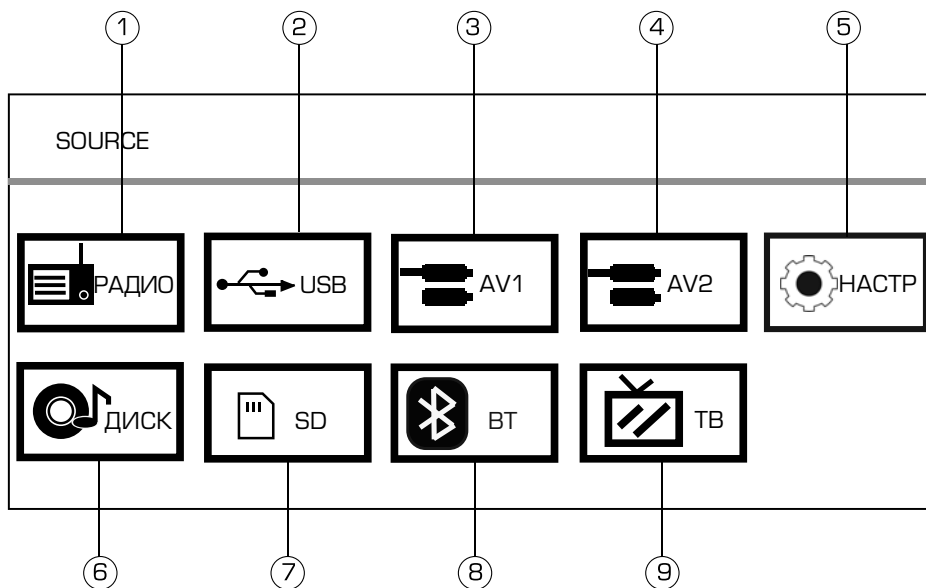 1 2 3 4 5
SOURCE
РАДИО USB AV1 AV2 НАСТР
ДИСК SD BT ТВ
6 7 8 9